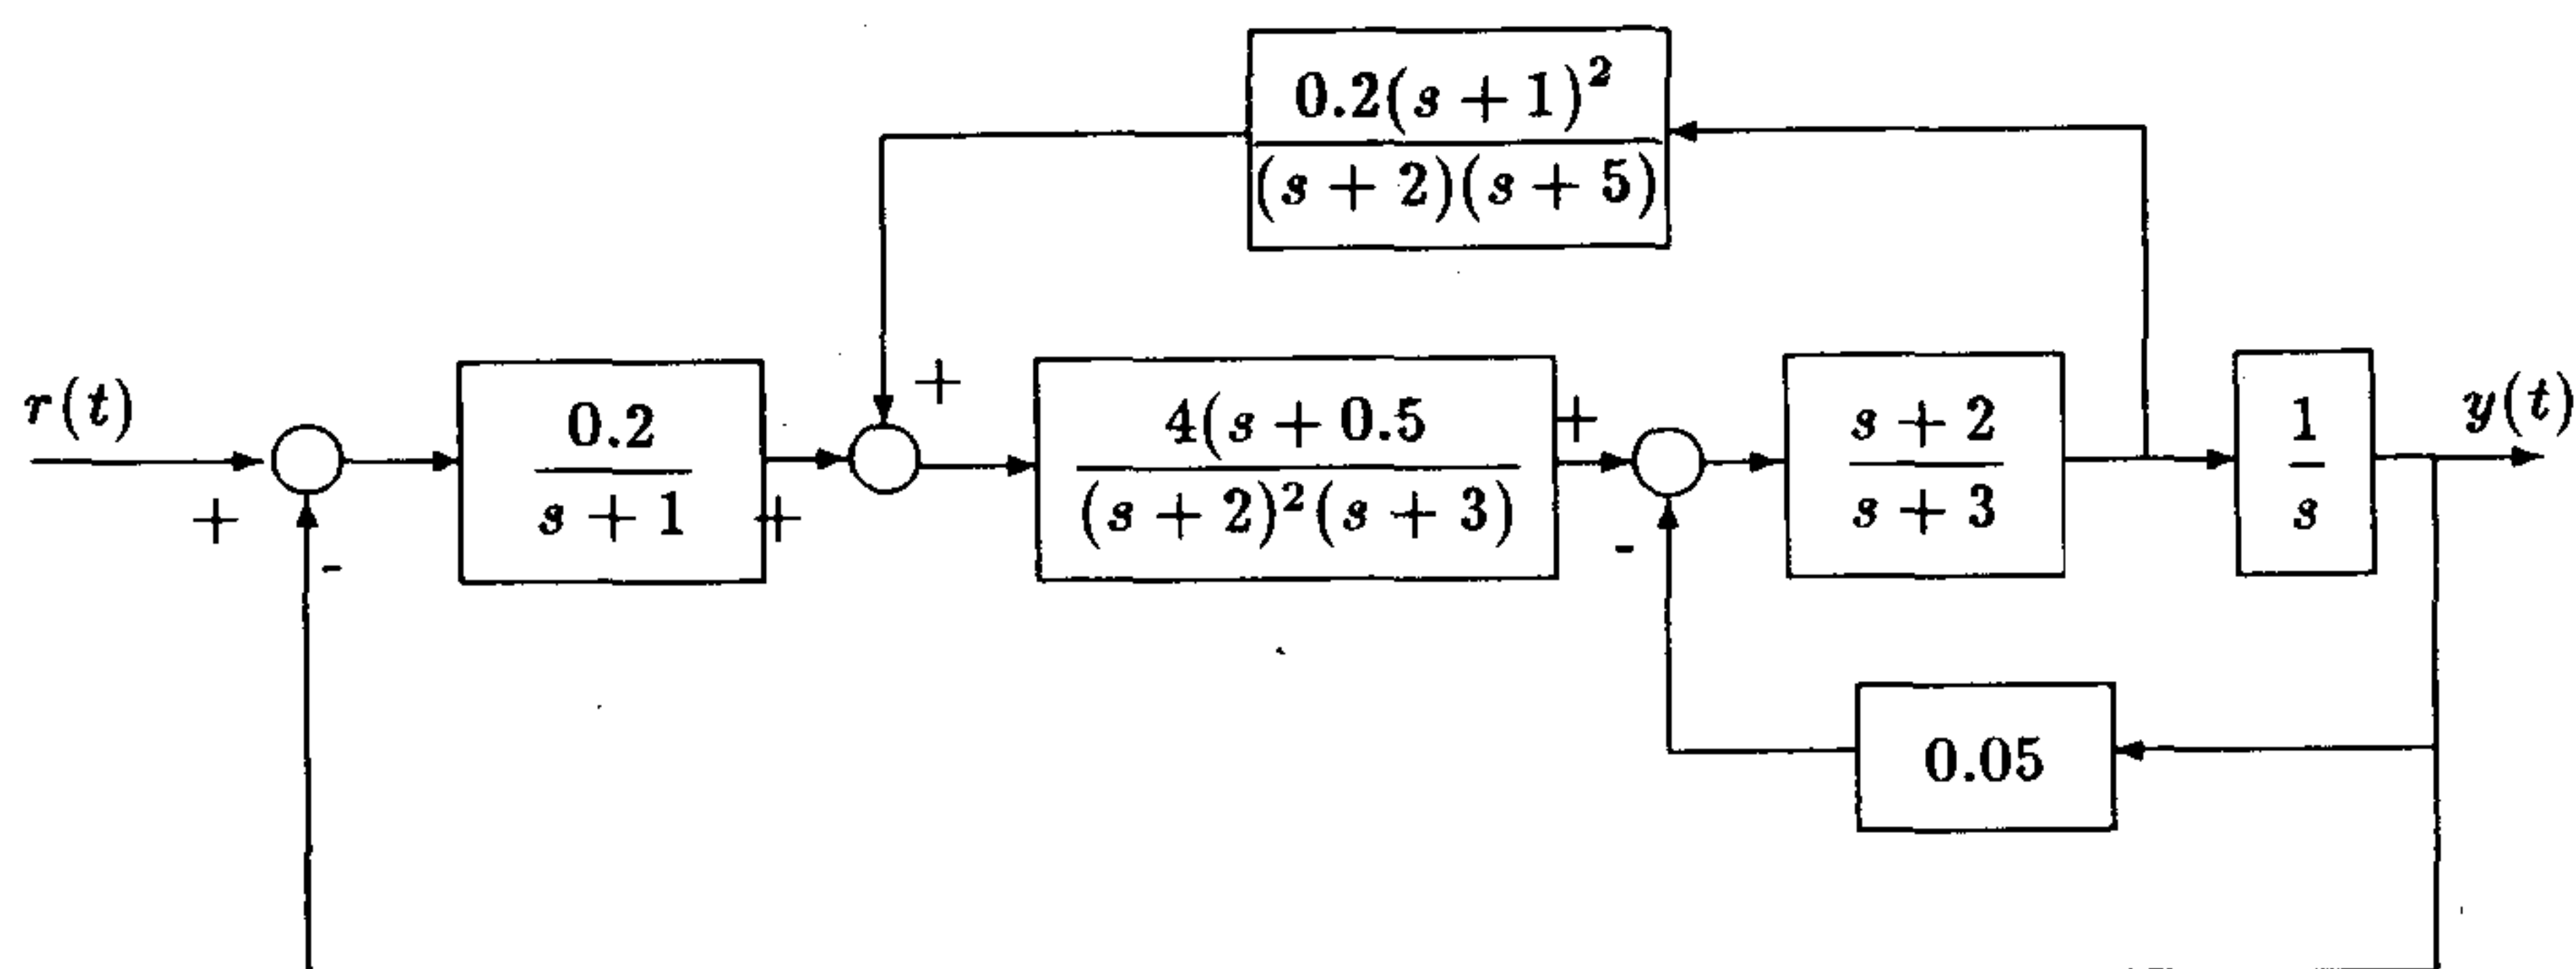 0.2(s + 1)²
(s + 2)(s + 5)
r(t)
+
-
0.2
s + 1
+
+
4(s + 0.5
(s + 2)²(s + 3)
+
-
s + 2
s + 3
1
s
y(t)
0.05